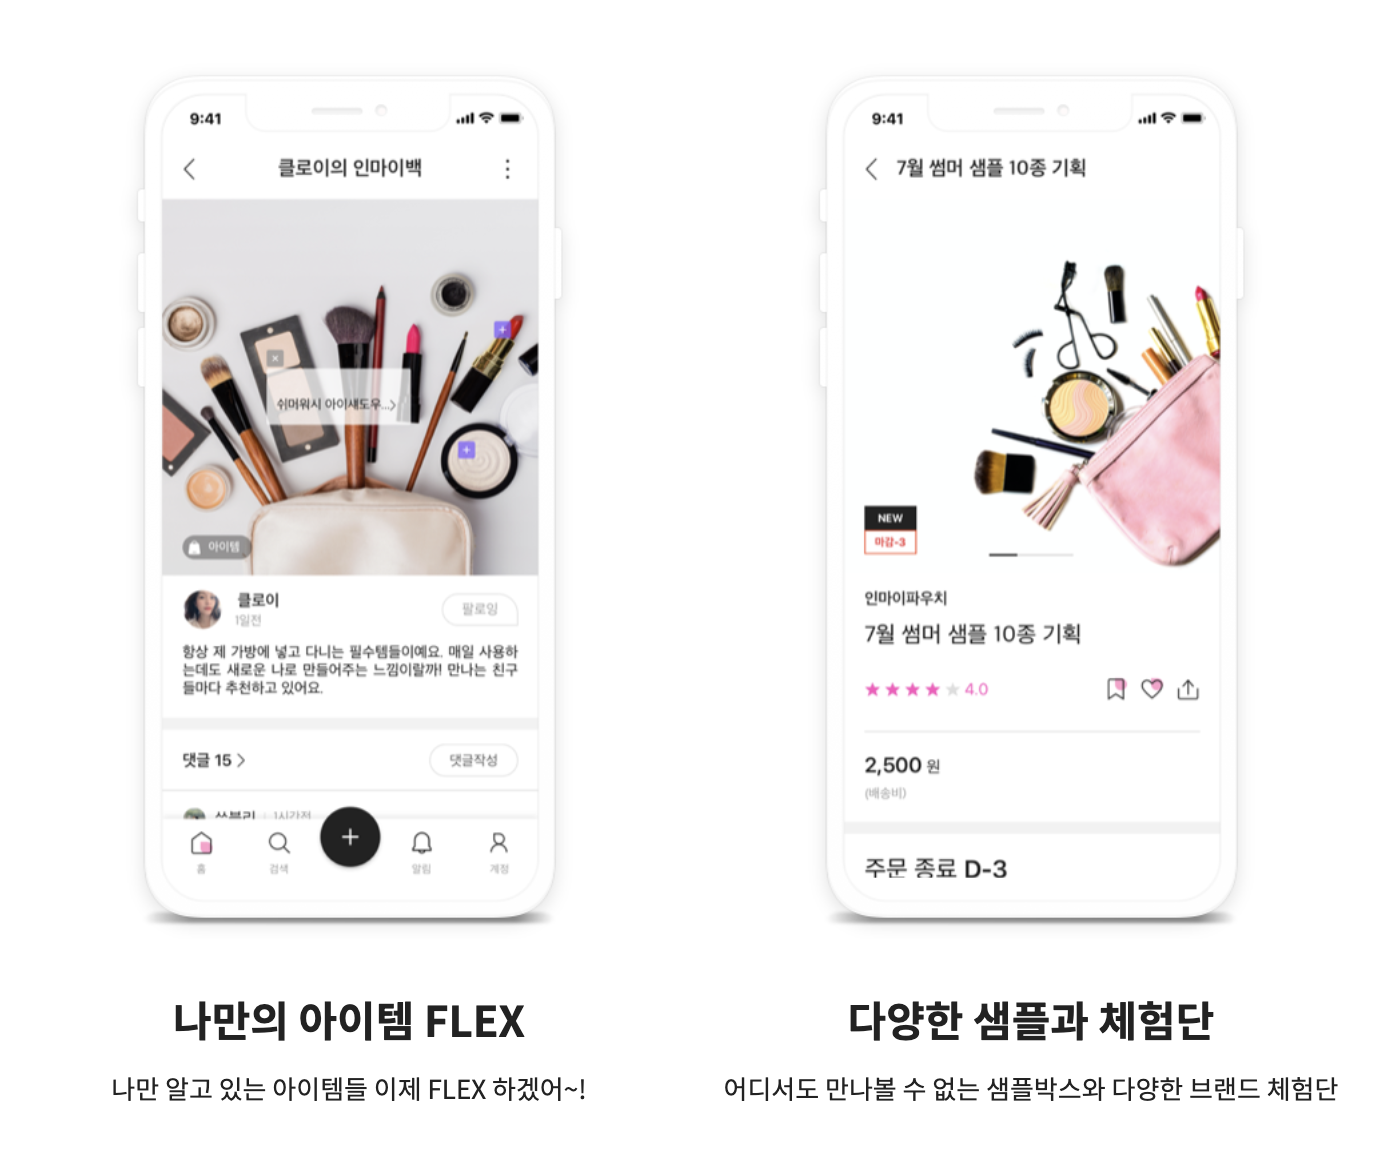 9:41
클로이의 인마이백
쉬머워시 아이섀도우...
아이템
클로이
1일전
팔로잉
항상 제 가방에 넣고 다니는 필수템들이예요. 매일 사용하
는데도 새로운 나로 만들어주는 느낌이랄까! 만나는 친구
들마다 추천하고 있어요.
댓글 15
댓글작성
1시간전
홈
검색
알림
계정
나만의 아이템 FLEX
나만 알고 있는 아이템들 이제 FLEX 하겠어~!
9:41
7월 썸머 샘플 10종 기획
NEW
마감-3
인마이파우치
7월 썸머 샘플 10종 기획
4.0
2,500 원
(배송비)
주문 종료 D-3
다양한 샘플과 체험단
어디서도 만나볼 수 없는 샘플박스와 다양한 브랜드 체험단